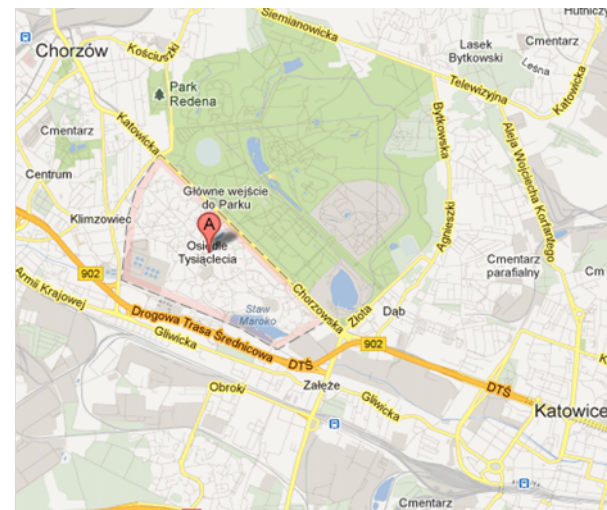 Hutniczy
Siemianowicka
Chorzów
Kościuszki
Lasek
Bytkowski
Cmentarz
Leśna
Park
Redena
Telewizyjna
Katowicka
Katowicka
Bytkowska
Aleja Wojciecha Korfantego
Cmentarz
Centrum
Główne wejście
do Parku
Klimzowiec
A
Osiedle
Tysiąclecia
Agnieszki
Cmentarz
parafialny
Cm
902
Armii Krajowej
Staw
Maroko
Chorzowska
Złota
Dąb
Drogowa Trasa Średnicowa
Gliwicka
902
DTŚ
Załęże
DTŚ
Obroki
Gliwicka
Katowice
Cmentarz